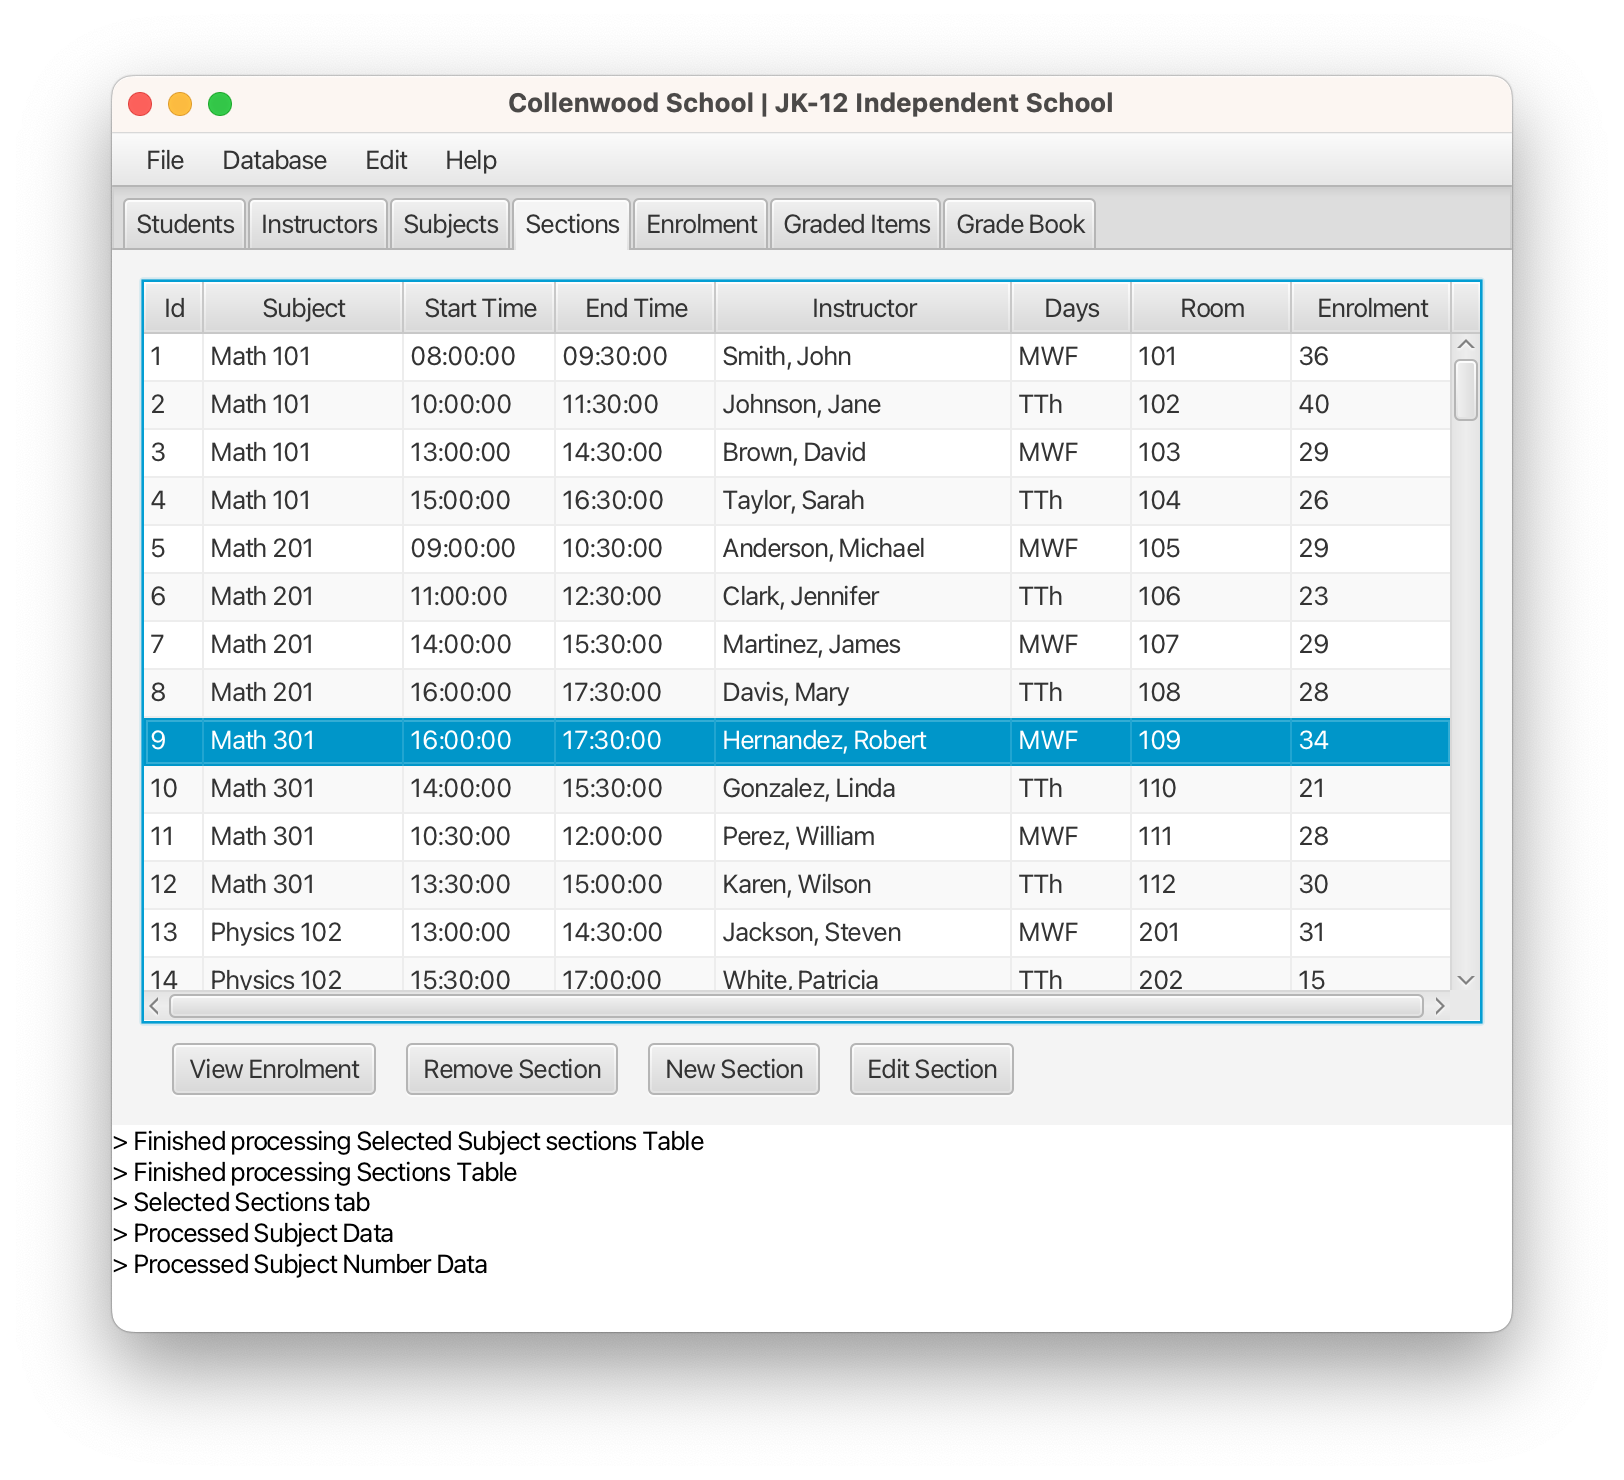 Collenwood School | JK-12 Independent School
File Database Edit Help
Students Instructors Subjects Sections Enrolment Graded Items Grade Book
Id Subject Start Time End Time Instructor Days Room Enrolment
1 Math 101 08:00:00 09:30:00 Smith, John MWF 101 36
2 Math 101 10:00:00 11:30:00 Johnson, Jane TTh 102 40
3 Math 101 13:00:00 14:30:00 Brown, David MWF 103 29
4 Math 101 15:00:00 16:30:00 Taylor, Sarah TTh 104 26
5 Math 201 09:00:00 10:30:00 Anderson, Michael MWF 105 29
6 Math 201 11:00:00 12:30:00 Clark, Jennifer TTh 106 23
7 Math 201 14:00:00 15:30:00 Martinez, James MWF 107 29
8 Math 201 16:00:00 17:30:00 Davis, Mary TTh 108 28
9 Math 301 16:00:00 17:30:00 Hernandez, Robert MWF 109 34
10 Math 301 14:00:00 15:30:00 Gonzalez, Linda TTh 110 21
11 Math 301 10:30:00 12:00:00 Perez, William MWF 111 28
12 Math 301 13:30:00 15:00:00 Karen, Wilson TTh 112 30
13 Physics 102 13:00:00 14:30:00 Jackson, Steven MWF 201 31
14 Physics 102 15:30:00 17:00:00 White, Patricia TTh 202 15
View Enrolment Remove Section New Section Edit Section
> Finished processing Selected Subject sections Table
> Finished processing Sections Table
> Selected Sections tab
> Processed Subject Data
> Processed Subject Number Data